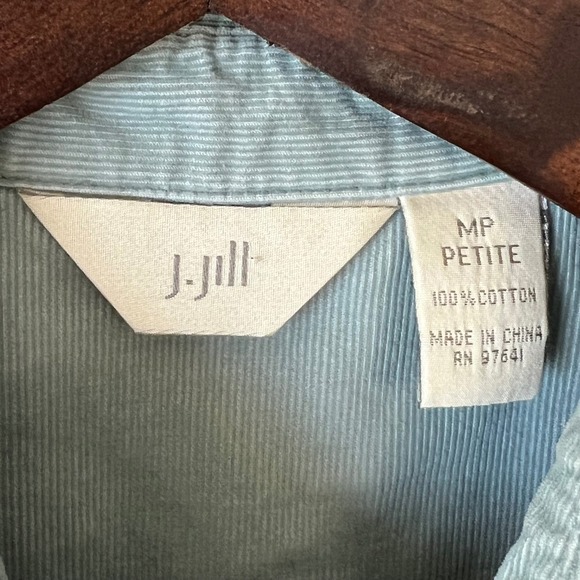 J.Jill
MP
PETITE
100% COTTON
MADE IN CHINA
RN 97641